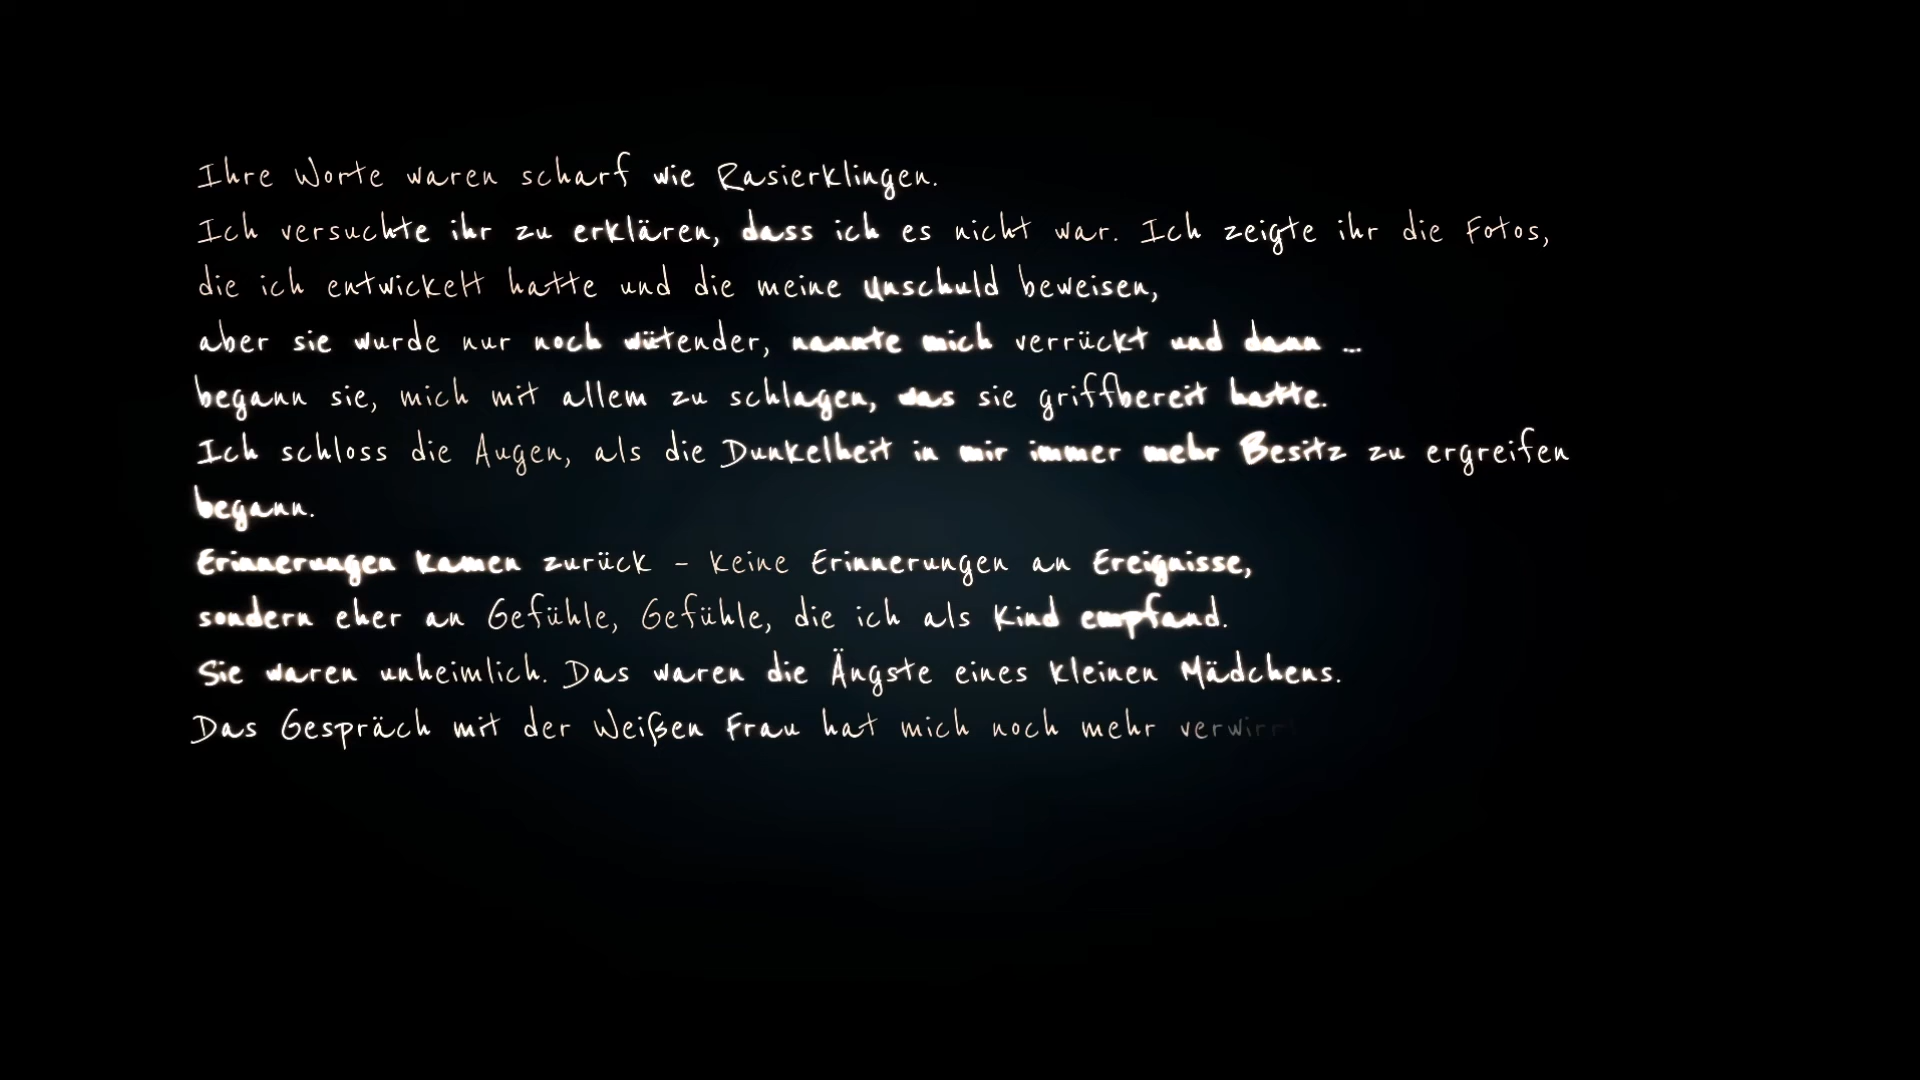 Ihre Worte waren scharf wie Rasierklingen.
Ich versuchte ihr zu erklären, dass ich es nicht war. Ich zeigte ihr die Fotos,
die ich entwickelt hatte und die meine Unschuld beweisen,
aber sie wurde nur noch wütender, nannte mich verrückt und dann ...
begann sie, mich mit allem zu schlagen, das sie griffbereit hatte.
Ich schloss die Augen, als die Dunkelheit in mir immer mehr Besitz zu ergreifen
begann.
Erinnerungen kamen zurück - keine Erinnerungen an Ereignisse,
sondern eher an Gefühle, Gefühle, die ich als Kind empfand.
Sie waren unheimlich. Das waren die Ängste eines kleinen Mädchens.
Das Gespräch mit der Weißen Frau hat mich noch mehr verwirr